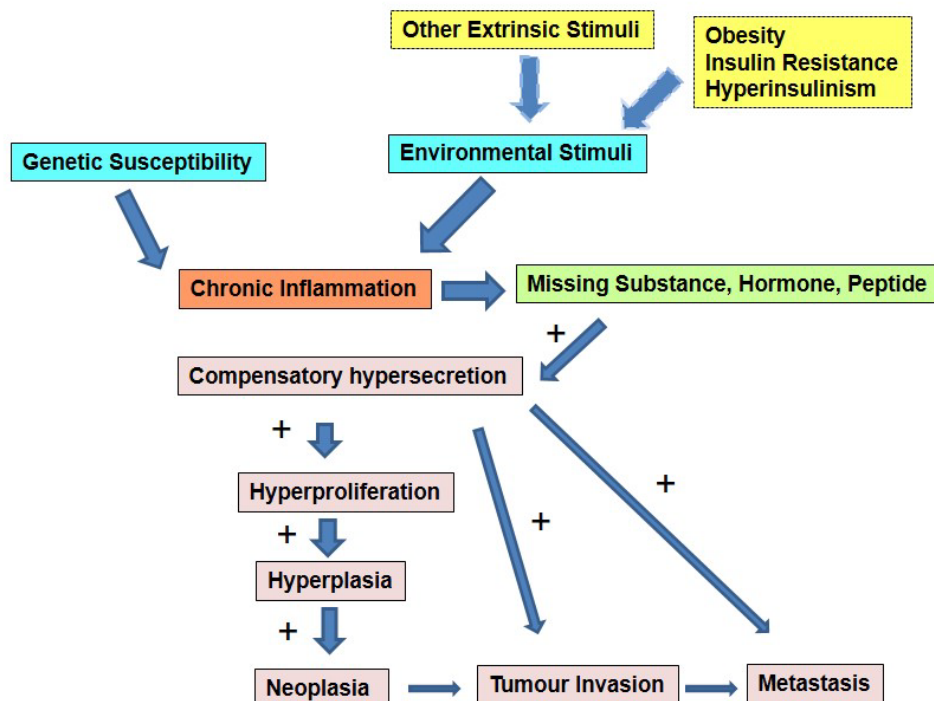 Other Extrinsic Stimuli
Obesity
Insulin Resistance
Hyperinsulinism
Genetic Susceptibility
Environmental Stimuli
Chronic Inflammation
Missing Substance, Hormone, Peptide
+
Compensatory hypersecretion
+
+
Hyperproliferation
+
+
Hyperplasia
+
Neoplasia
Tumour Invasion
Metastasis